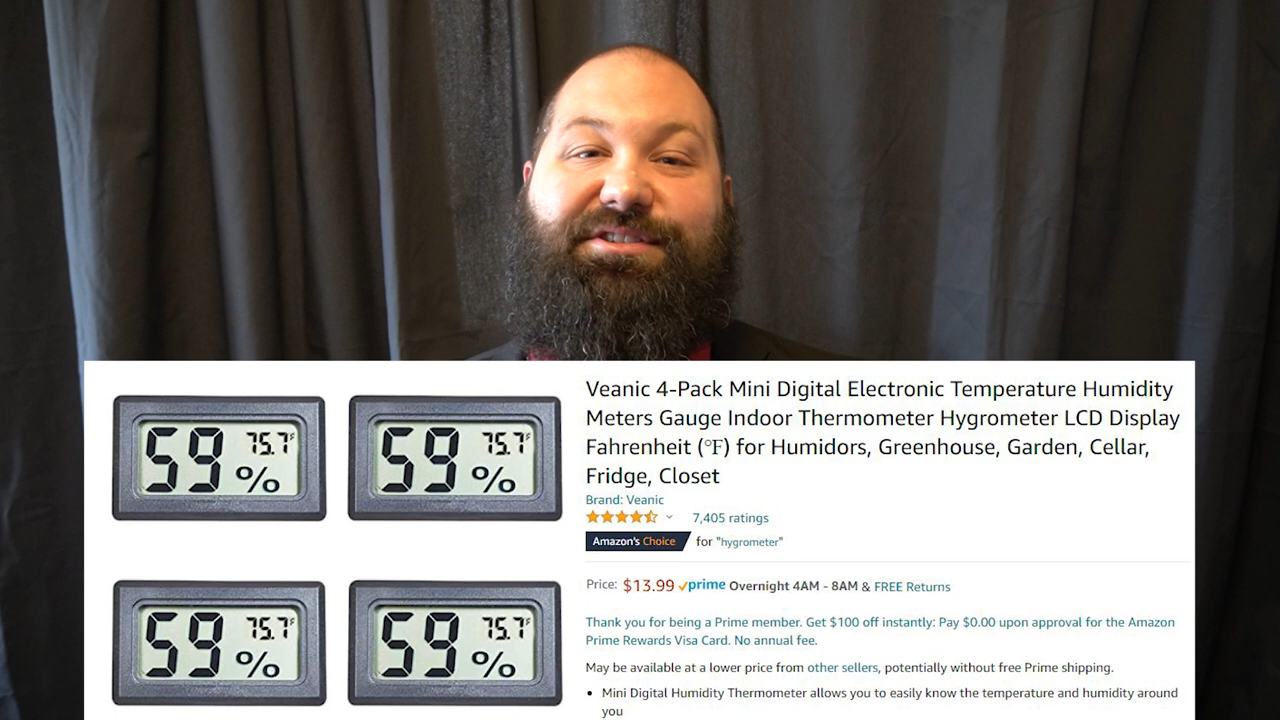 59 75.7°F %
59 75.7°F %
59 75.7°F %
59 75.7°F %
Veanic 4-Pack Mini Digital Electronic Temperature Humidity
Meters Gauge Indoor Thermometer Hygrometer LCD Display
Fahrenheit (℉) for Humidors, Greenhouse, Garden, Cellar,
Fridge, Closet
Brand: Veanic
7,405 ratings
Amazon's Choice for "hygrometer"
Price: $13.99 prime Overnight 4AM - 8AM & FREE Returns
Thank you for being a Prime member. Get $100 off instantly: Pay $0.00 upon approval for the Amazon
Prime Rewards Visa Card. No annual fee.
May be available at a lower price from other sellers, potentially without free Prime shipping.
• Mini Digital Humidity Thermometer allows you to easily know the temperature and humidity around
you